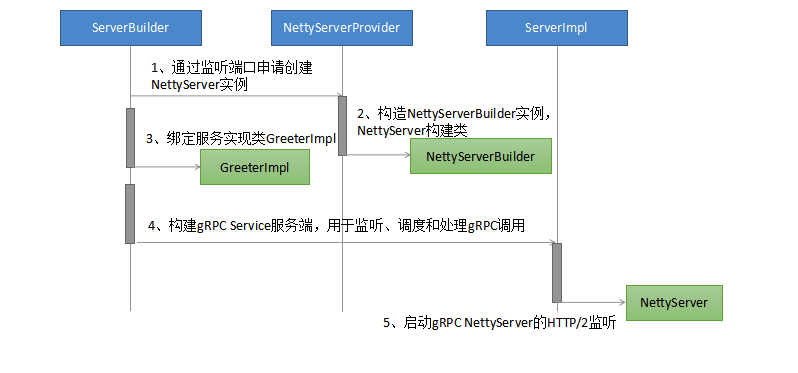 ServerBuilder
NettyServerProvider
ServerImpl
1、通过监听端口申请创建
NettyServer实例
2、构造NettyServerBuilder实例，
NettyServer构建类
3、绑定服务实现类GreeterImpl
NettyServerBuilder
GreeterImpl
4、构建gRPC Service服务端，用于监听、调度和处理gRPC调用
NettyServer
5、启动gRPC NettyServer的HTTP/2监听